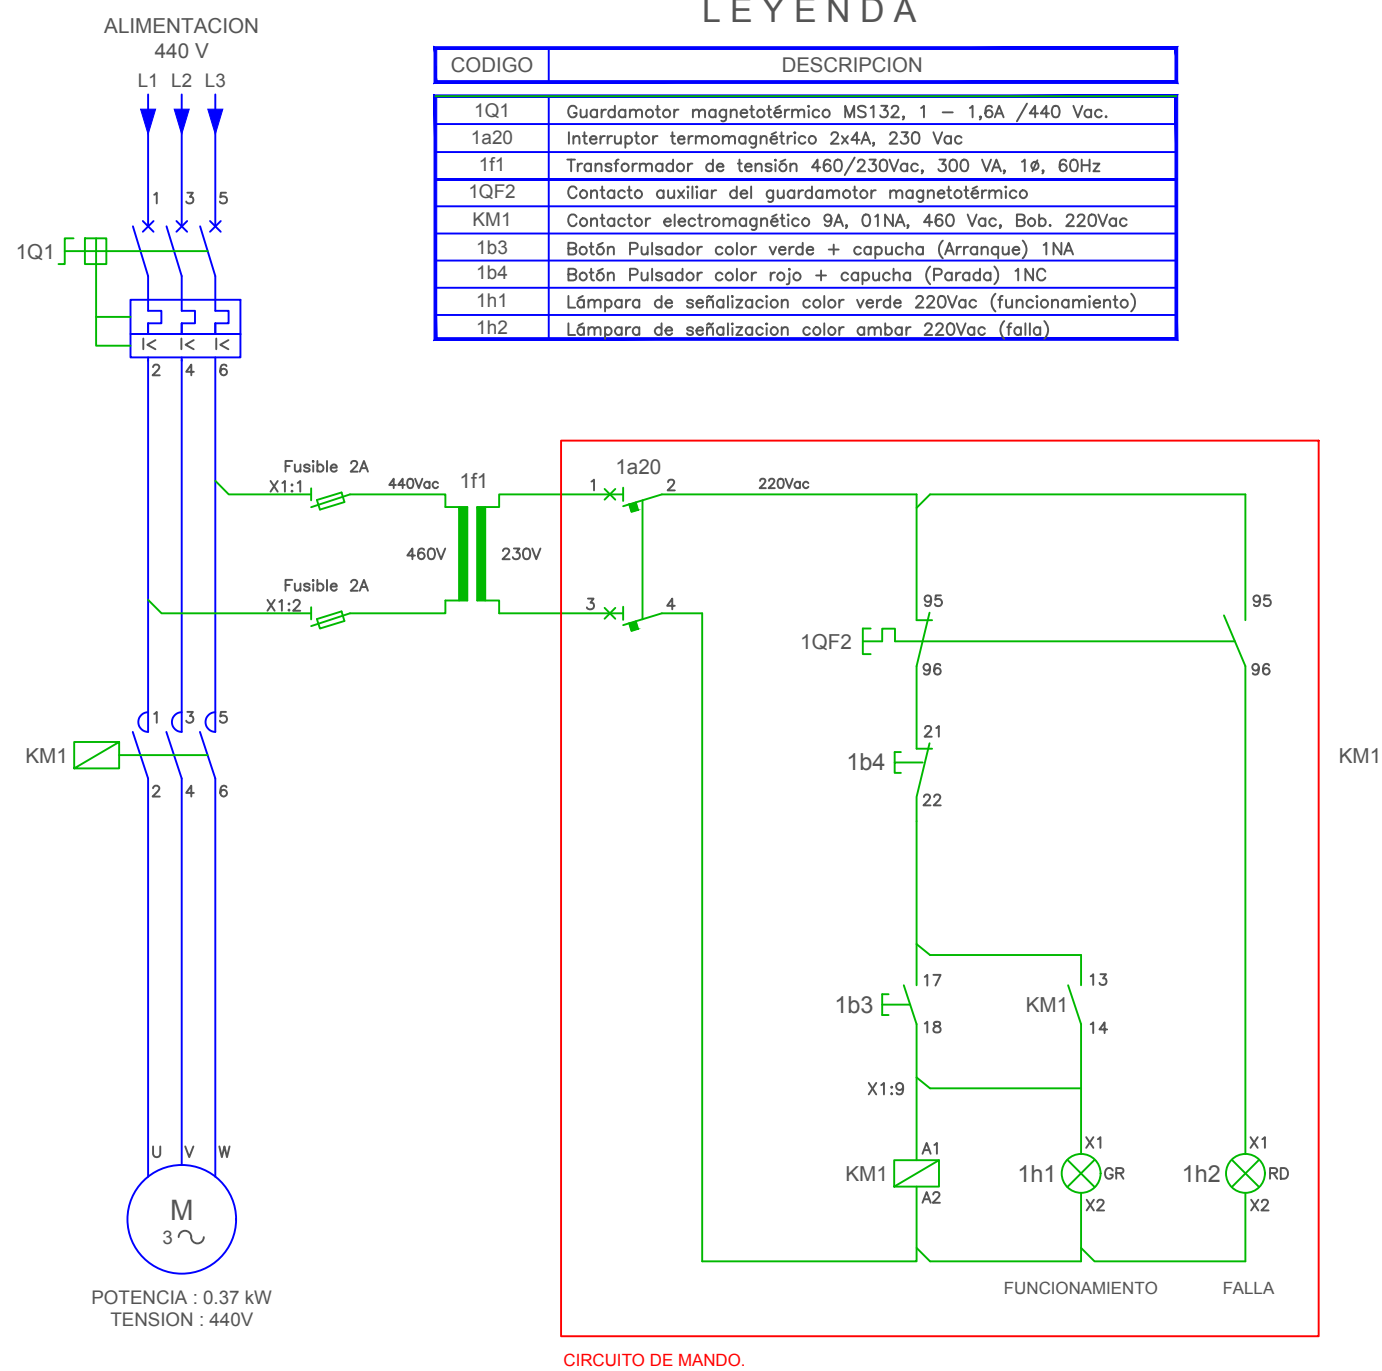 LEYENDA
ALIMENTACION
440 V
L1 L2 L3
CODIGO DESCRIPCION
1Q1 Guardamotor magnetotérmico MS132, 1 – 1,6A /440 Vac.
1a20 Interruptor termomagnétrico 2x4A, 230 Vac
1f1 Transformador de tensión 460/230Vac, 300 VA, 1ø, 60Hz
1QF2 Contacto auxiliar del guardamotor magnetotérmico
KM1 Contactor electromagnético 9A, 01NA, 460 Vac, Bob. 220Vac
1b3 Botón Pulsador color verde + capucha (Arranque) 1NA
1b4 Botón Pulsador color rojo + capucha (Parada) 1NC
1h1 Lámpara de señalizacion color verde 220Vac (funcionamiento)
1h2 Lámpara de señalizacion color ambar 220Vac (falla)
1 3 5
1Q1
I< I< I<
2 4 6
Fusible 2A
X1:1
440Vac
1f1
1a20
1 2
220Vac
460V 230V
Fusible 2A
X1:2
3 4
95 95
1QF2
96 96
1 3 5
KM1
2 4 6
21
1b4
22
KM1
17 13
1b3 KM1
18 14
X1:9
U V W
A1 X1 X1
KM1 1h1 GR 1h2 RD
A2 X2 X2
M
3
POTENCIA : 0.37 kW
TENSION : 440V
FUNCIONAMIENTO FALLA
CIRCUITO DE MANDO.